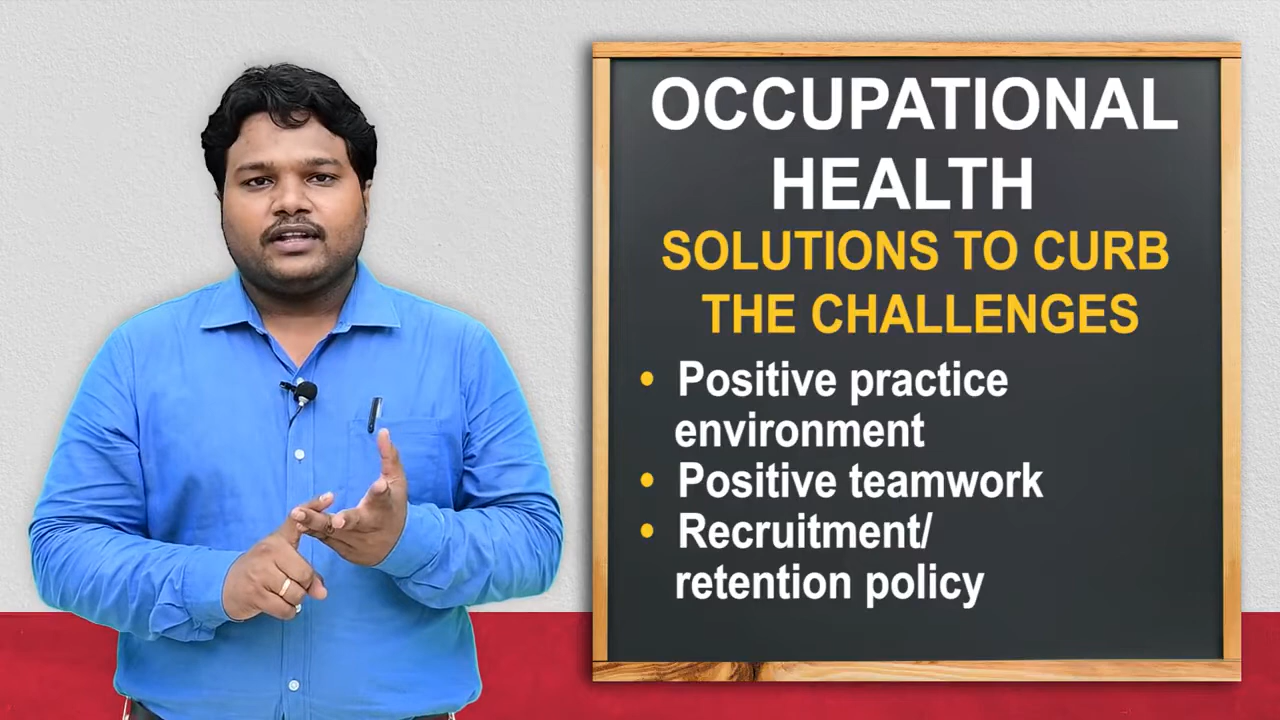 OCCUPATIONAL
HEALTH
SOLUTIONS TO CURB
THE CHALLENGES
• Positive practice
environment
• Positive teamwork
• Recruitment/
retention policy